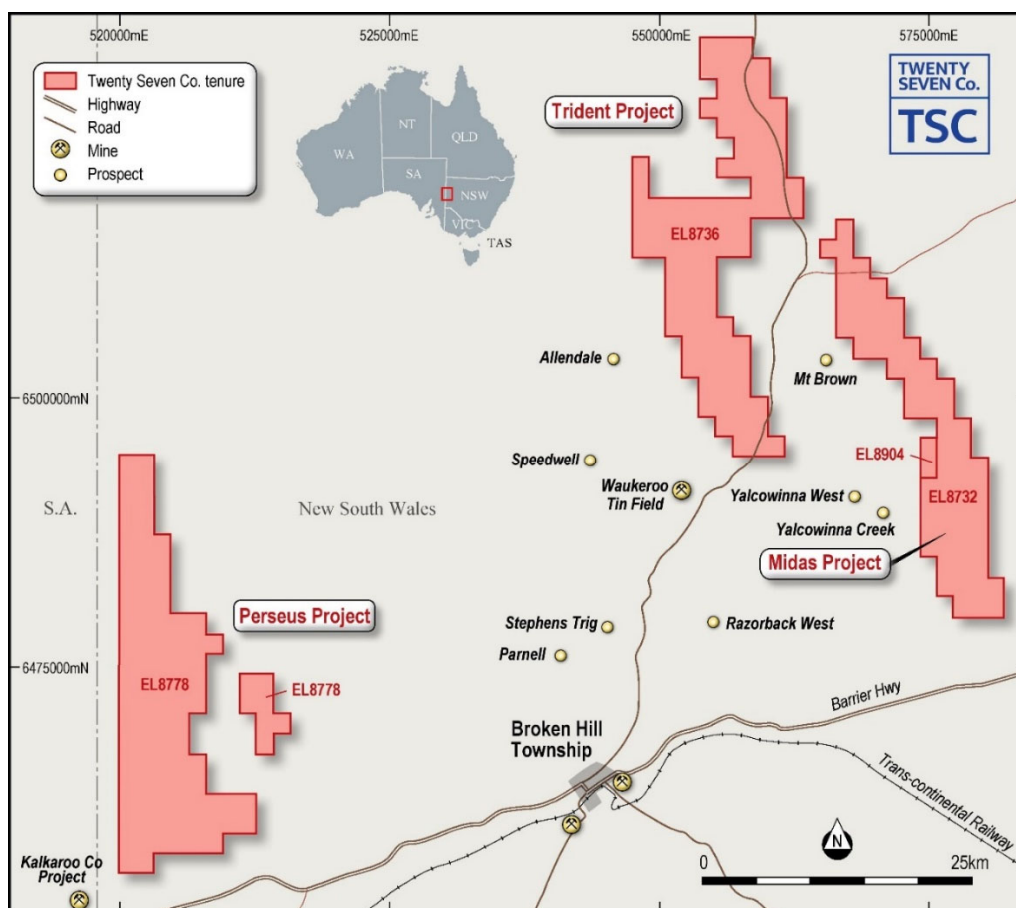 520000mE
525000mE
550000mE
575000mE
Twenty Seven Co. tenure
Highway
Road
Mine
Prospect
WA
NT
QLD
SA
NSW
VIC
TAS
Trident Project
TWENTY
SEVEN Co.
TSC
EL8736
Allendale
Mt Brown
6500000mN
Speedwell
Waukeroo
Tin Field
EL8904
Yalcowinna West
EL8732
Yalcowinna Creek
S.A.
New South Wales
Midas Project
Perseus Project
Stephens Trig
Razorback West
Parnell
6475000mN
EL8778
EL8778
Barrier Hwy
Broken Hill
Township
Trans-continental Railway
Kalkaroo Co
Project
N
0
25km